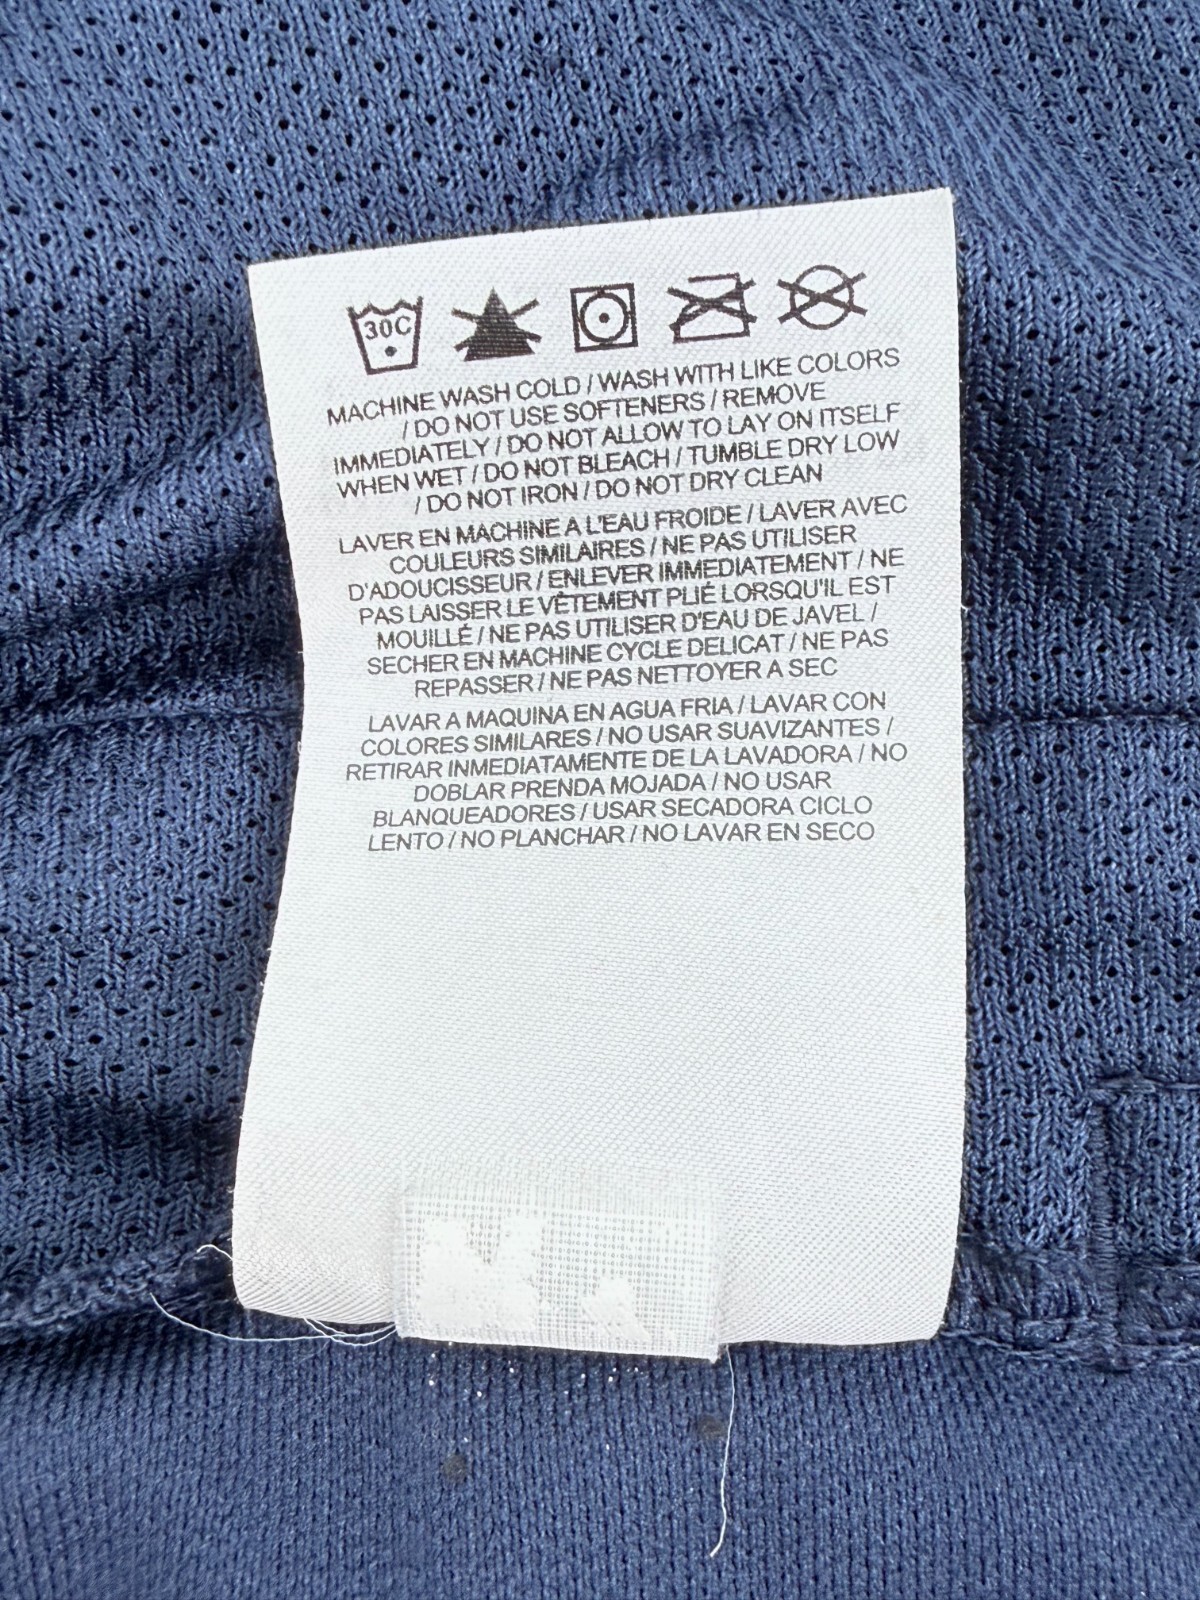 30C
MACHINE WASH COLD / WASH WITH LIKE COLORS
/ DO NOT USE SOFTENERS / REMOVE
IMMEDIATELY / DO NOT ALLOW TO LAY ON ITSELF
WHEN WET / DO NOT BLEACH / TUMBLE DRY LOW
/ DO NOT IRON / DO NOT DRY CLEAN
LAVER EN MACHINE A L'EAU FROIDE / LAVER AVEC
COULEURS SIMILAIRES / NE PAS UTILISER
D'ADOUCISSEUR / ENLEVER IMMEDIATEMENT / NE
PAS LAISSER LE VÊTEMENT PLIÉ LORSQU'IL EST
MOUILLÉ / NE PAS UTILISER D'EAU DE JAVEL /
SECHER EN MACHINE CYCLE DELICAT / NE PAS
REPASSER / NE PAS NETTOYER A SEC
LAVAR A MAQUINA EN AGUA FRIA / LAVAR CON
COLORES SIMILARES / NO USAR SUAVIZANTES /
RETIRAR INMEDIATAMENTE DE LA LAVADORA / NO
DOBLAR PRENDA MOJADA / NO USAR
BLANQUEADORES / USAR SECADORA CICLO
LENTO / NO PLANCHAR / NO LAVAR EN SECO